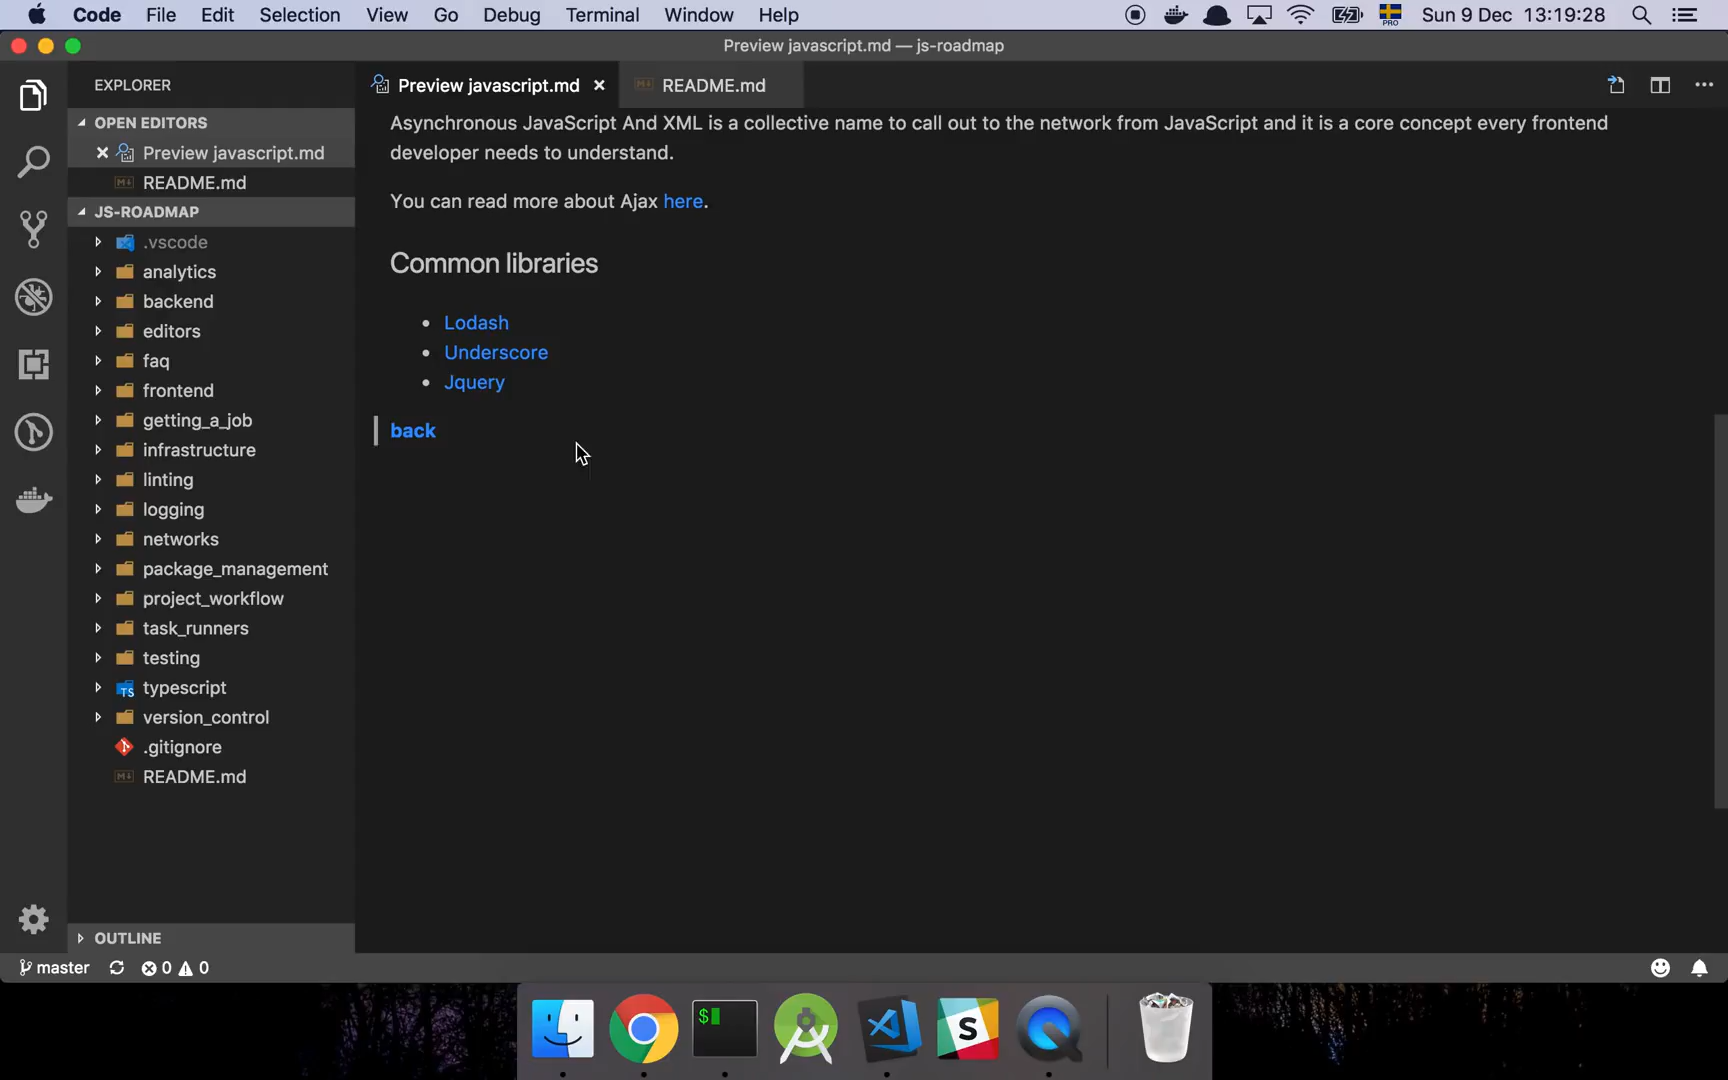 Code File Edit Selection View Go Debug Terminal Window Help PRO Sun 9 Dec 13:19:28
Preview javascript.md — js-roadmap
EXPLORER
OPEN EDITORS
Preview javascript.md
README.md
JS-ROADMAP
.vscode
analytics
backend
editors
faq
frontend
getting_a_job
infrastructure
linting
logging
networks
package_management
project_workflow
task_runners
testing
TS typescript
version_control
.gitignore
README.md
OUTLINE
Preview javascript.md README.md
Asynchronous JavaScript And XML is a collective name to call out to the network from JavaScript and it is a core concept every frontend
developer needs to understand.
You can read more about Ajax here.
Common libraries
Lodash
Underscore
Jquery
back
master 0 0
$
S